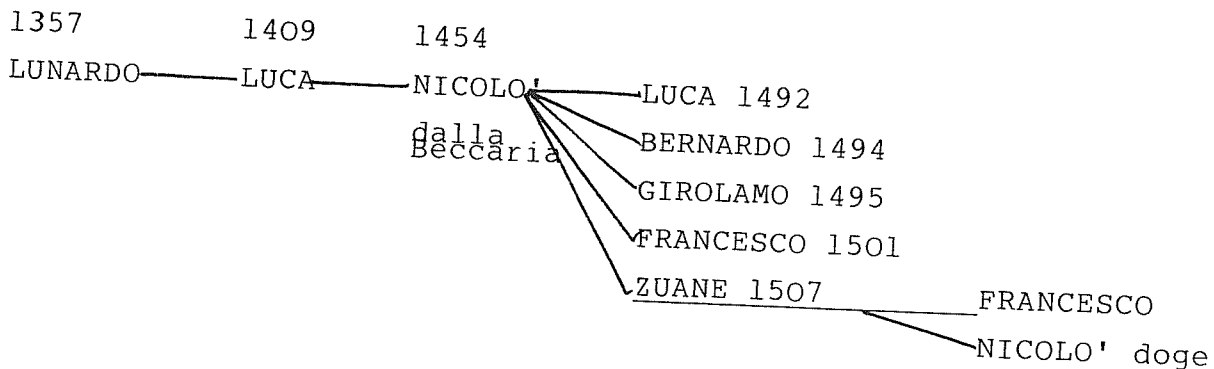 1357 1409 1454
LUNARDO LUCA NICOLO' LUCA 1492
dalla
Beccaria
BERNARDO 1494
GIROLAMO 1495
FRANCESCO 1501
ZUANE 1507 FRANCESCO
NICOLO' doge